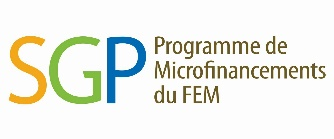 SGP
Programme de
Microfinancements
du FEM